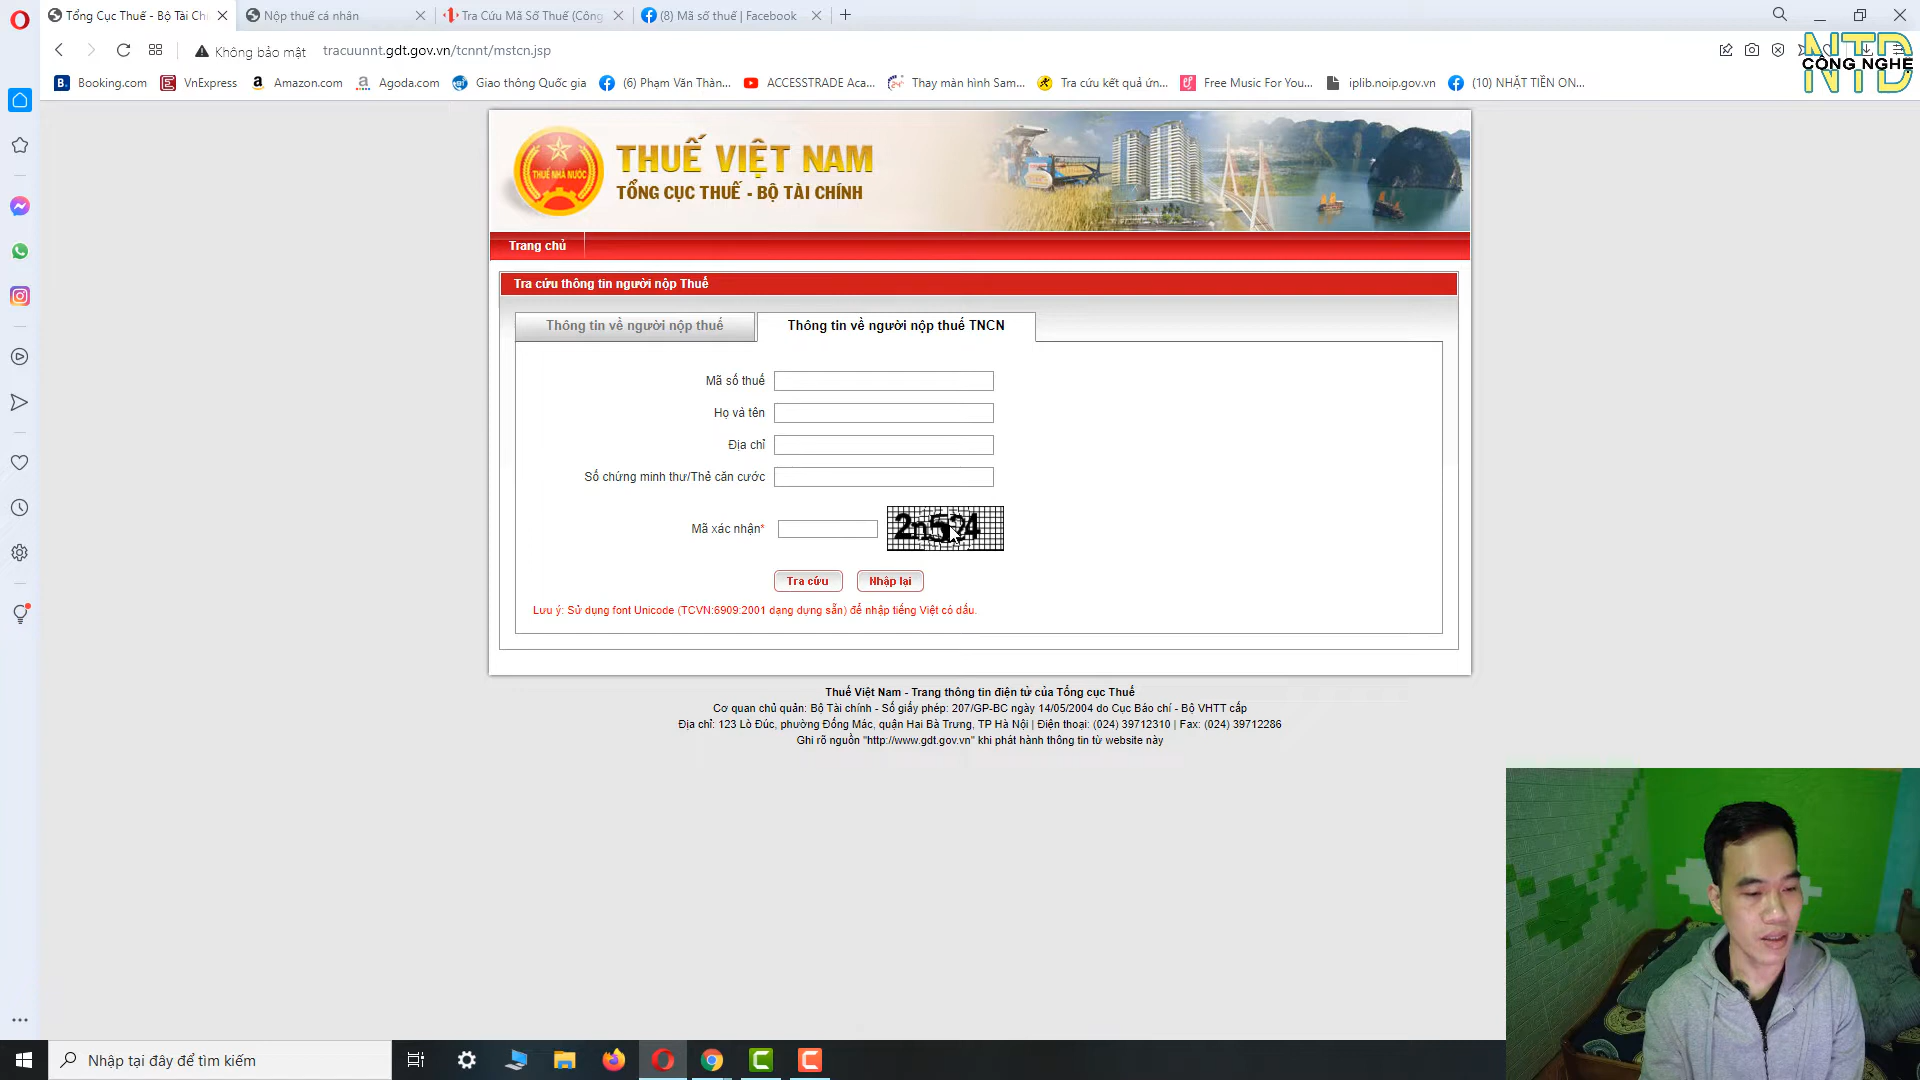 Tổng Cục Thuế - Bộ Tài Chí
Nộp thuế cá nhân
Tra Cứu Mã Số Thuế (Công
(8) Mã số thuế | Facebook
Không bảo mật
tracuunnt.gdt.gov.vn/tcnnt/mstcn.jsp
NTD
CÔNG NGHỆ
Booking.com
VnExpress
Amazon.com
Agoda.com
Giao thông Quốc gia
(6) Phạm Văn Thàn...
ACCESSTRADE Aca...
Thay màn hình Sam...
Tra cứu kết quả ứn...
Free Music For You...
iplib.noip.gov.vn
(10) NHẬT TIỀN ON...
THUẾ NHÀ NƯỚC
THUẾ VIỆT NAM
TỔNG CỤC THUẾ - BỘ TÀI CHÍNH
Trang chủ
Tra cứu thông tin người nộp Thuế
Thông tin về người nộp thuế
Thông tin về người nộp thuế TNCN
Mã số thuế
Họ và tên
Địa chỉ
Số chứng minh thư/Thẻ căn cước
Mã xác nhận*
Tra cứu
Nhập lại
Lưu ý: Sử dụng font Unicode (TCVN:6909:2001 dạng dựng sẵn) để nhập tiếng Việt có dấu.
Thuế Việt Nam - Trang thông tin điện tử của Tổng cục Thuế
Cơ quan chủ quản: Bộ Tài chính - Số giấy phép: 207/GP-BC ngày 14/05/2004 do Cục Báo chí - Bộ VHTT cấp
Địa chỉ: 123 Lò Đúc, phường Đống Mác, quận Hai Bà Trưng, TP Hà Nội | Điện thoại: (024) 39712310 | Fax: (024) 39712286
Ghi rõ nguồn "http://www.gdt.gov.vn" khi phát hành thông tin từ website này
Nhập tại đây để tìm kiếm